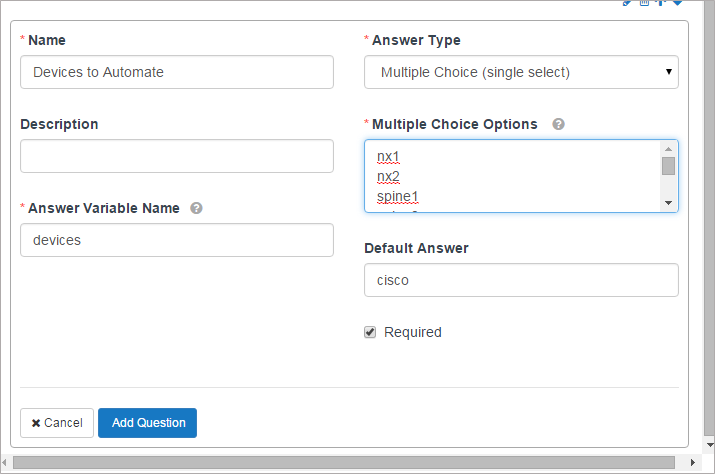 * Name
Devices to Automate
Description
* Answer Variable Name ?
devices
* Answer Type
Multiple Choice (single select)
* Multiple Choice Options ?
nx1
nx2
spine1
Default Answer
cisco
Required
✖ Cancel
Add Question